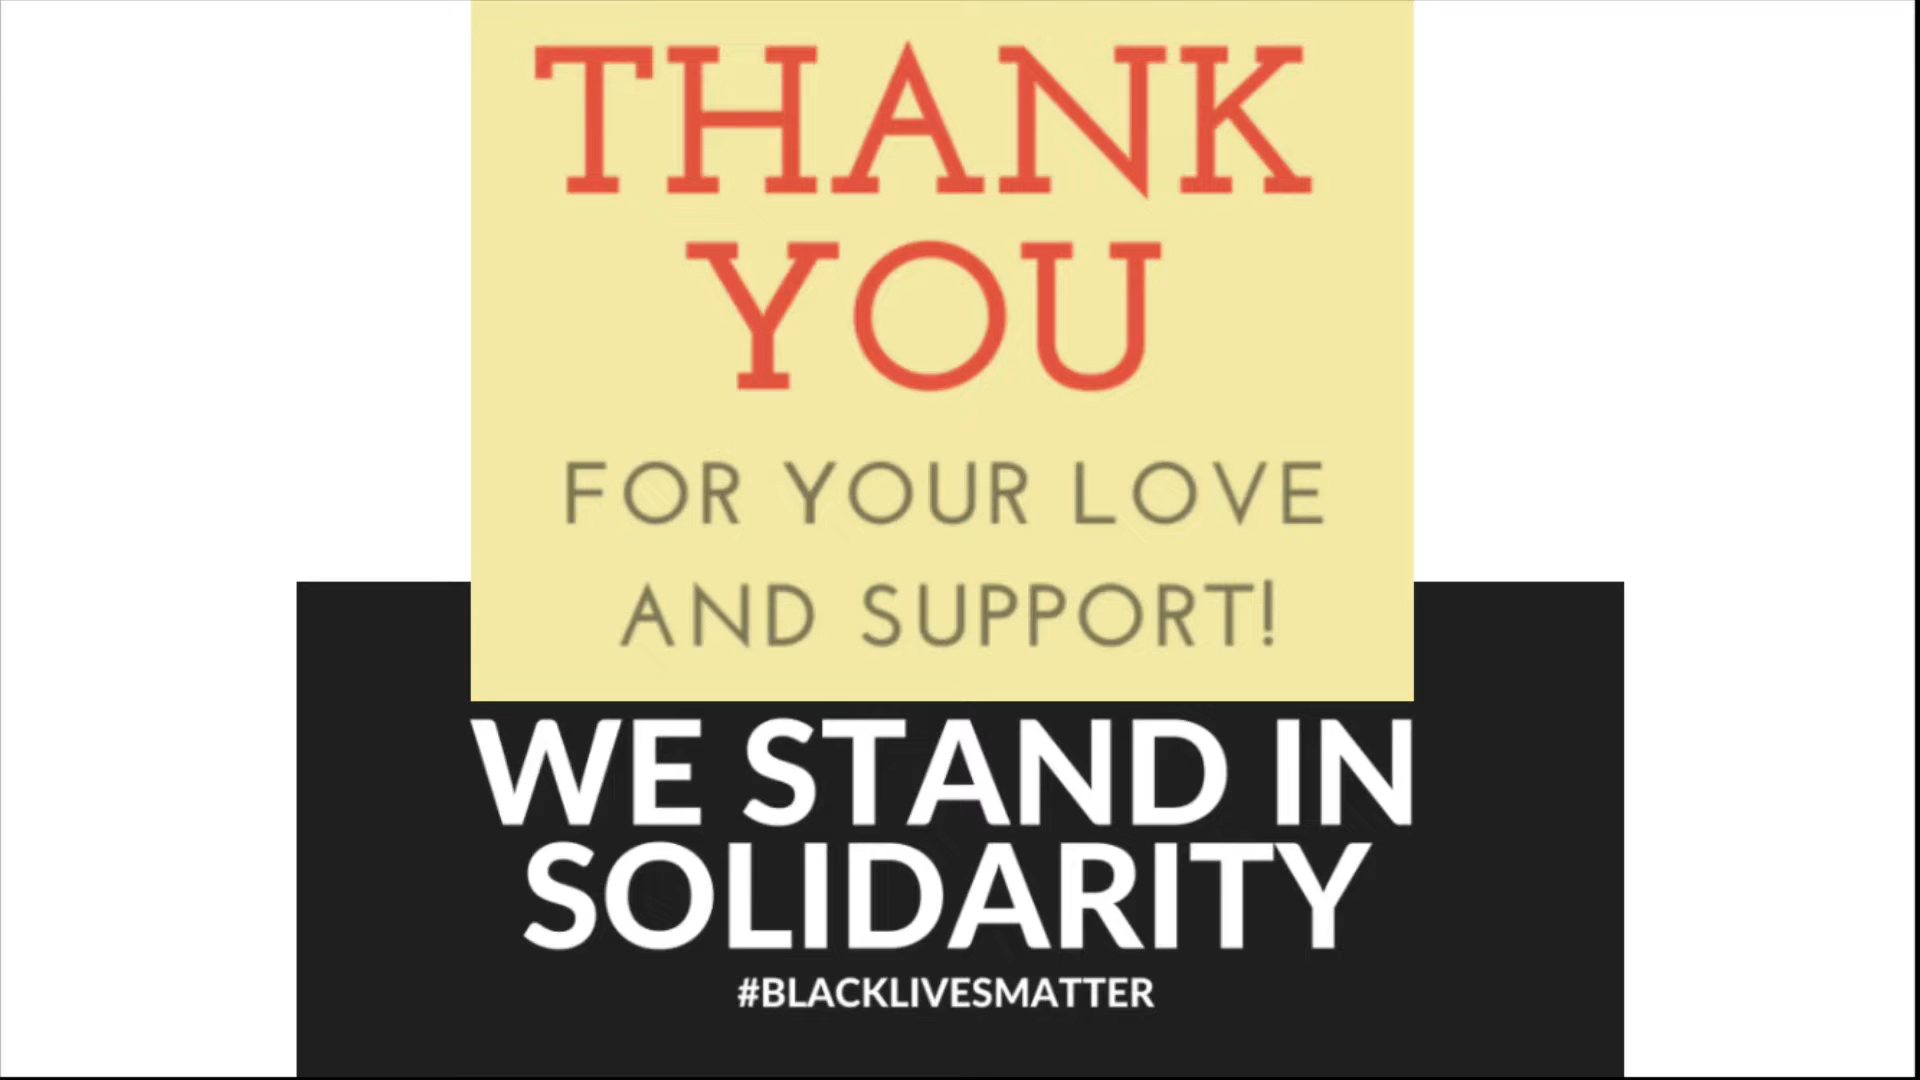 THANK
YOU
FOR YOUR LOVE
AND SUPPORT!
WE STAND IN
SOLIDARITY
#BLACKLIVESMATTER